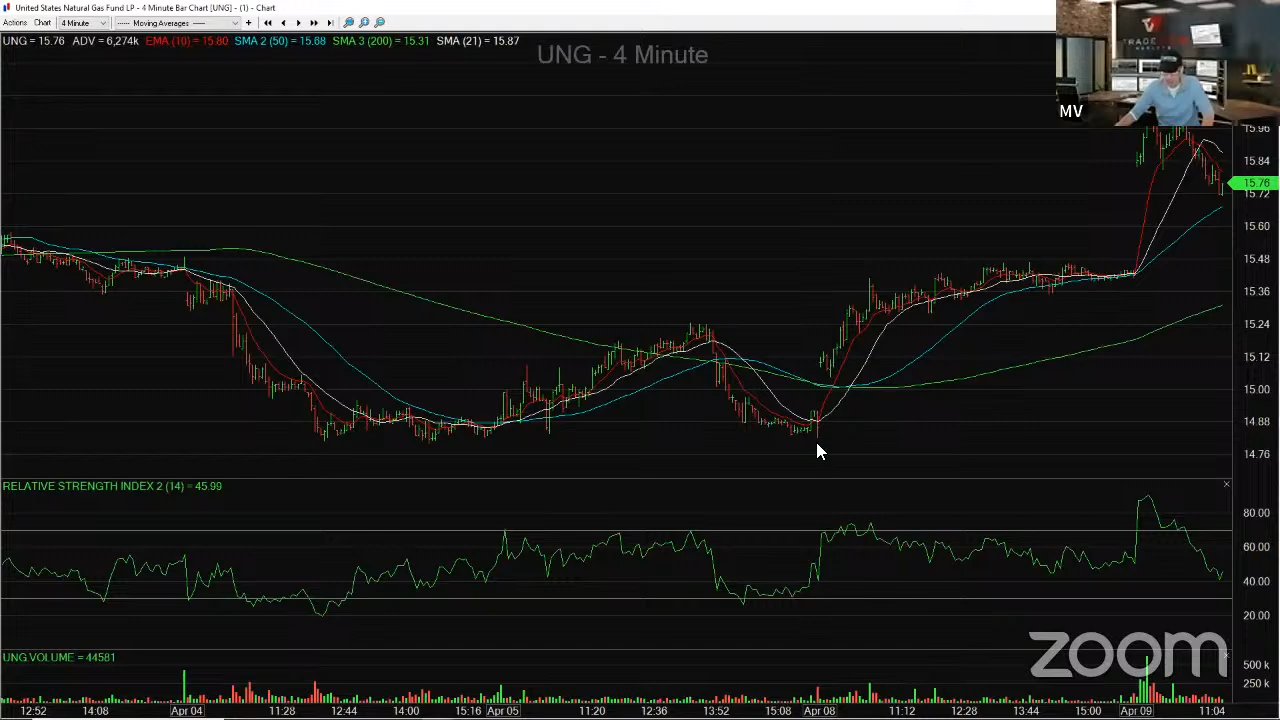 United States Natural Gas Fund LP - 4 Minute Bar Chart [UNG] - (1) - Chart
Actions Chart 4 Minute Moving Averages
UNG = 15.76 ADV = 6,274k EMA (10) = 15.80 SMA 2 (50) = 15.68 SMA 3 (200) = 15.31 SMA (21) = 15.87
UNG - 4 Minute
TRADE
MV
15.96
15.84
15.76
15.72
15.60
15.48
15.36
15.24
15.12
15.00
14.88
14.76
RELATIVE STRENGTH INDEX 2 (14) = 45.99
80.00
60.00
40.00
20.00
zoom
UNG.VOLUME = 44581
500 k
250 k
12:52 14:08 Apr 04 11:28 12:44 14:00 15:16 Apr 05 11:20 12:36 13:52 15:08 Apr 08 11:12 12:28 13:44 15:00 Apr 09 11:04